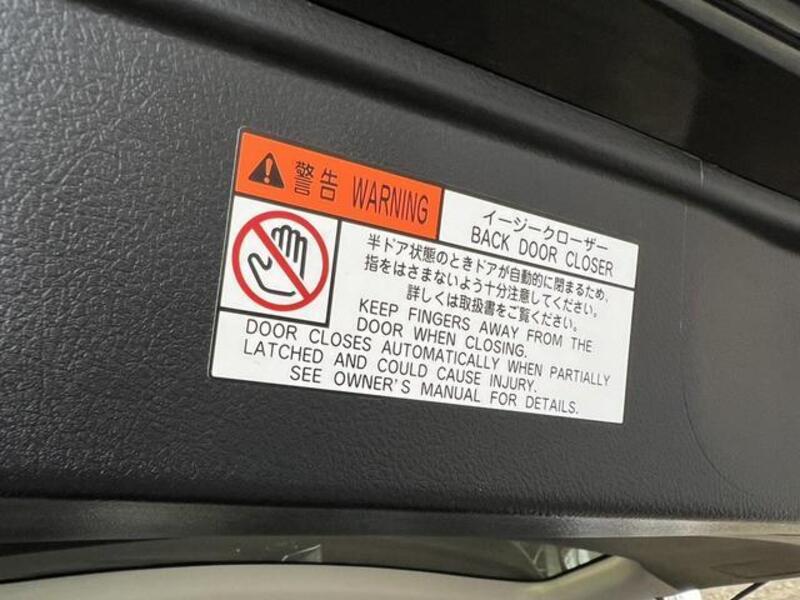 警告 WARNING
イージークローザー
BACK DOOR CLOSER
半ドア状態のときドアが自動的に閉まるため、
指をはさまないよう十分注意してください。
詳しくは取扱書をご覧ください。
KEEP FINGERS AWAY FROM THE
DOOR WHEN CLOSING.
DOOR CLOSES AUTOMATICALLY WHEN PARTIALLY
LATCHED AND COULD CAUSE INJURY.
SEE OWNER'S MANUAL FOR DETAILS.